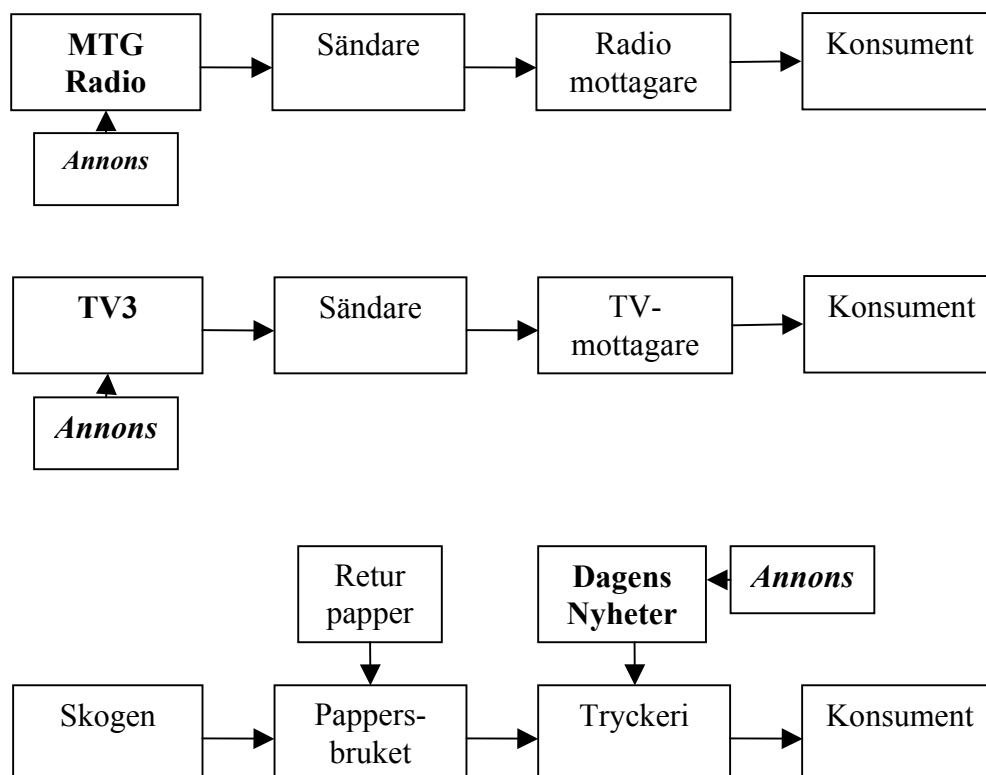 MTG
Radio
Sändare
Radio
mottagare
Konsument
Annons
TV3
Sändare
TV-
mottagare
Konsument
Annons
Retur
papper
Dagens
Nyheter
Annons
Skogen
Pappers-
bruket
Tryckeri
Konsument